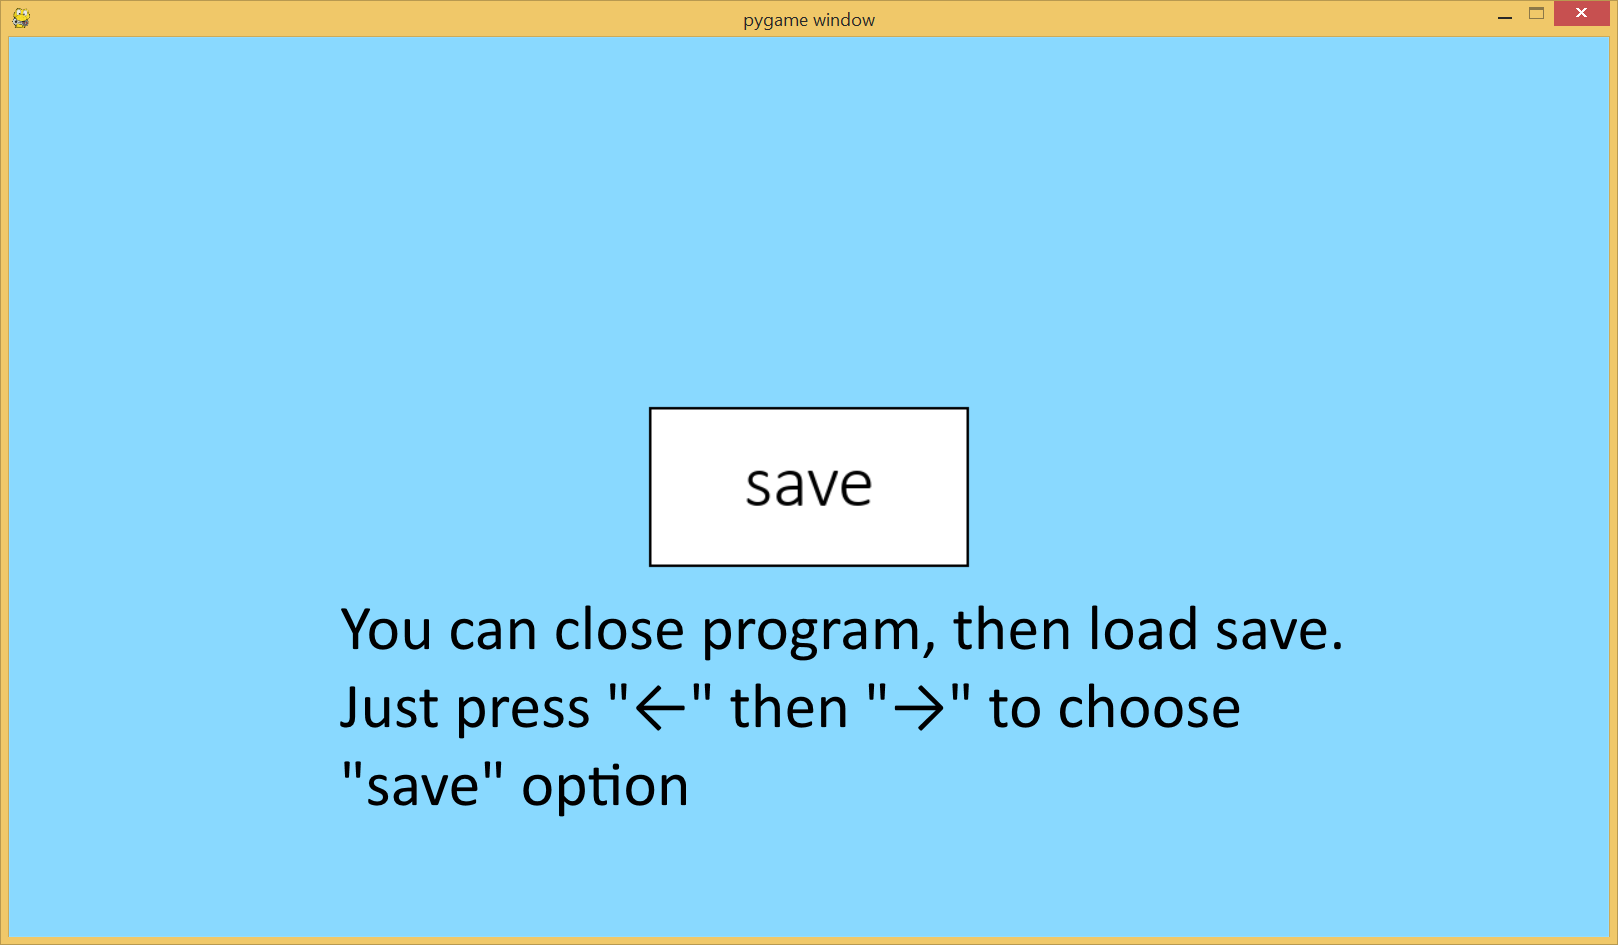 pygame window
save
You can close program, then load save.
Just press "←" then "→" to choose
"save" option